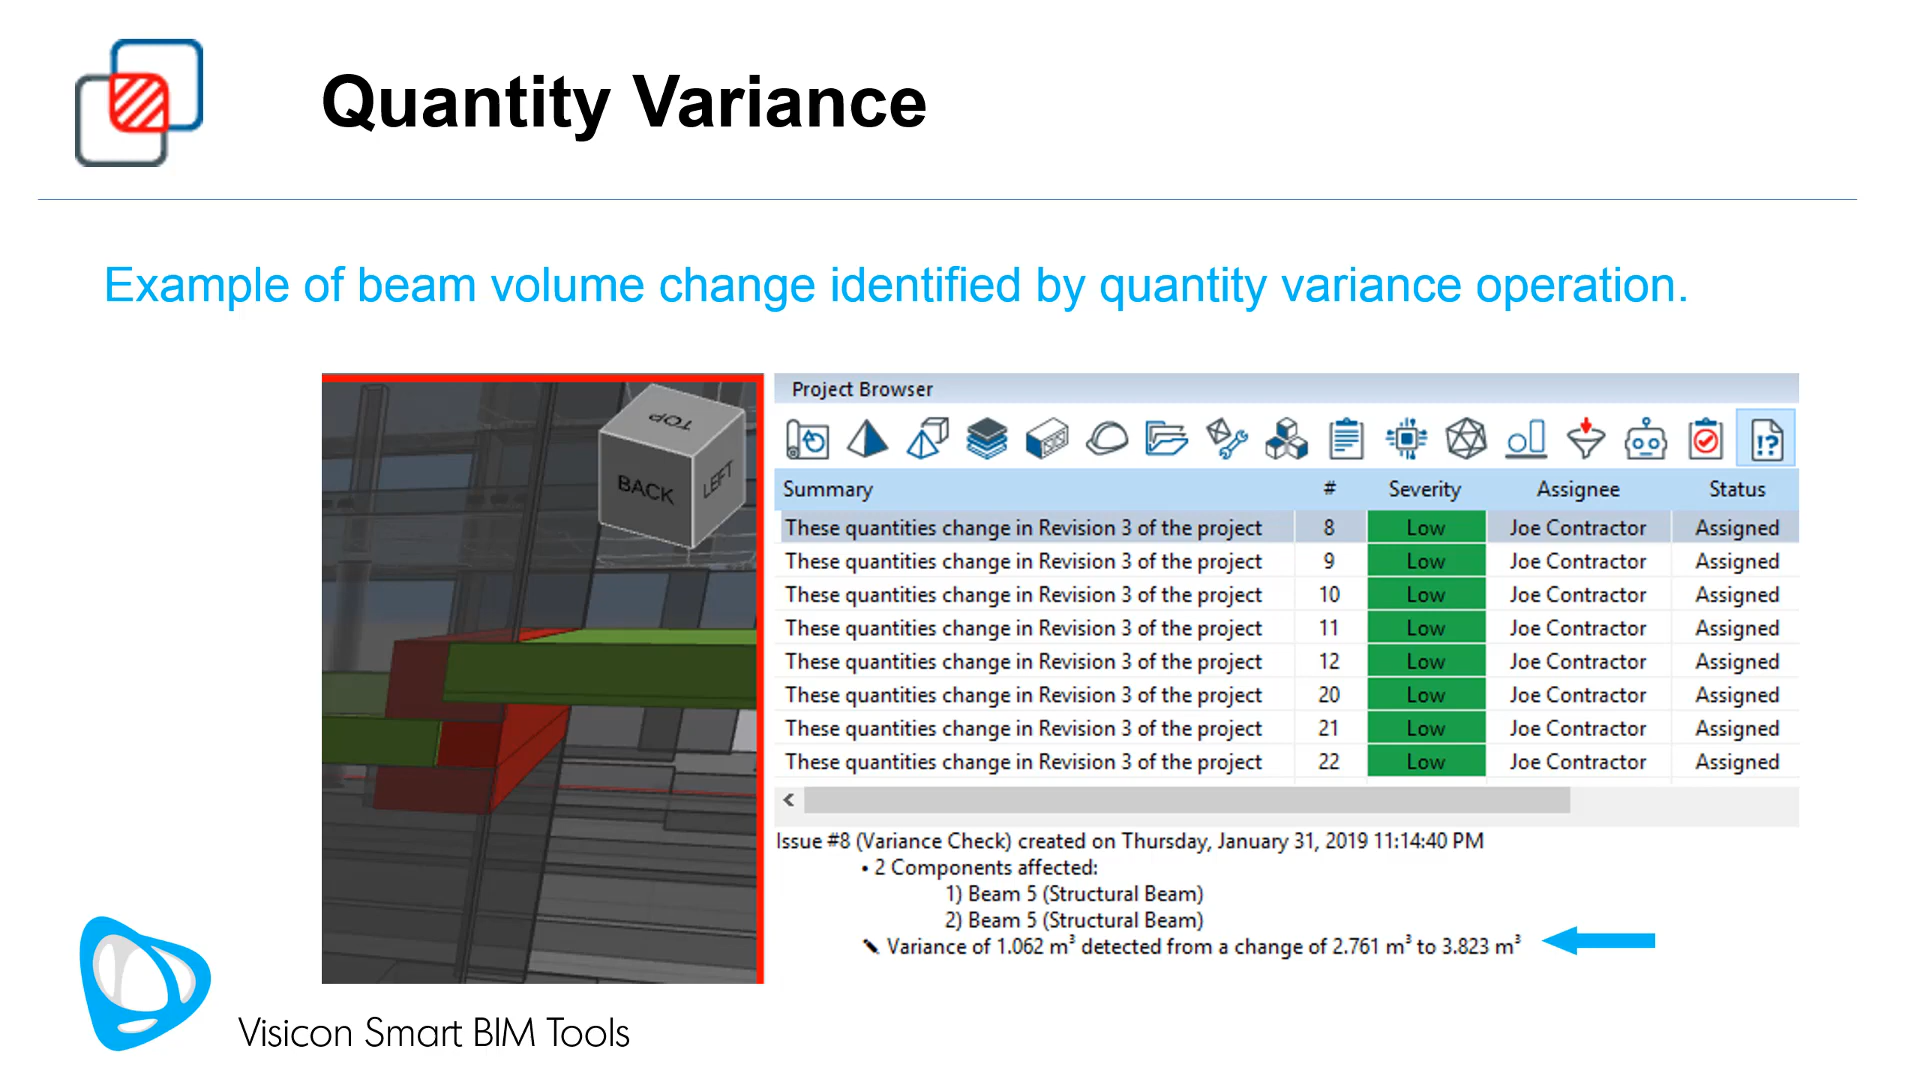 Quantity Variance
Example of beam volume change identified by quantity variance operation.
TOP
BACK
LEFT
Project Browser
Summary # Severity Assignee Status
These quantities change in Revision 3 of the project 8 Low Joe Contractor Assigned
These quantities change in Revision 3 of the project 9 Low Joe Contractor Assigned
These quantities change in Revision 3 of the project 10 Low Joe Contractor Assigned
These quantities change in Revision 3 of the project 11 Low Joe Contractor Assigned
These quantities change in Revision 3 of the project 12 Low Joe Contractor Assigned
These quantities change in Revision 3 of the project 20 Low Joe Contractor Assigned
These quantities change in Revision 3 of the project 21 Low Joe Contractor Assigned
These quantities change in Revision 3 of the project 22 Low Joe Contractor Assigned
Issue #8 (Variance Check) created on Thursday, January 31, 2019 11:14:40 PM
• 2 Components affected:
1) Beam 5 (Structural Beam)
2) Beam 5 (Structural Beam)
Variance of 1.062 m³ detected from a change of 2.761 m³ to 3.823 m³
Visicon Smart BIM Tools